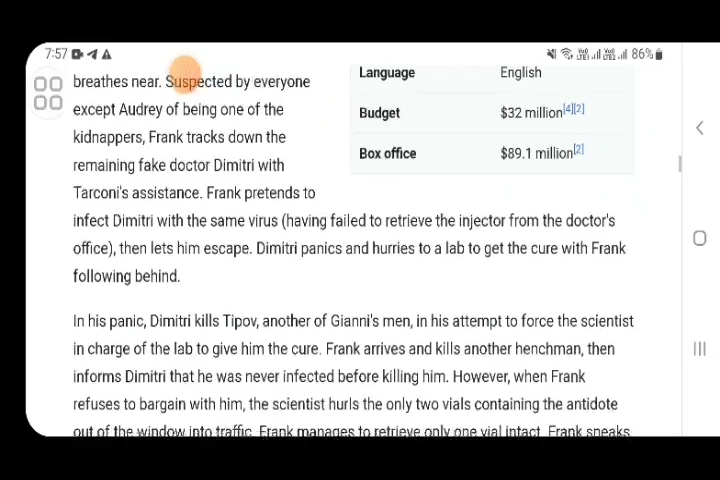 7:57 86%
breathes near. Suspected by everyone
except Audrey of being one of the
kidnappers, Frank tracks down the
remaining fake doctor Dimitri with
Tarconi's assistance. Frank pretends to
infect Dimitri with the same virus (having failed to retrieve the injector from the doctor's
office), then lets him escape. Dimitri panics and hurries to a lab to get the cure with Frank
following behind.
Language English
Budget $32 million[4][2]
Box office $89.1 million[2]
In his panic, Dimitri kills Tipov, another of Gianni's men, in his attempt to force the scientist
in charge of the lab to give him the cure. Frank arrives and kills another henchman, then
informs Dimitri that he was never infected before killing him. However, when Frank
refuses to bargain with him, the scientist hurls the only two vials containing the antidote
out of the window into traffic. Frank manages to retrieve only one vial intact. Frank sneaks